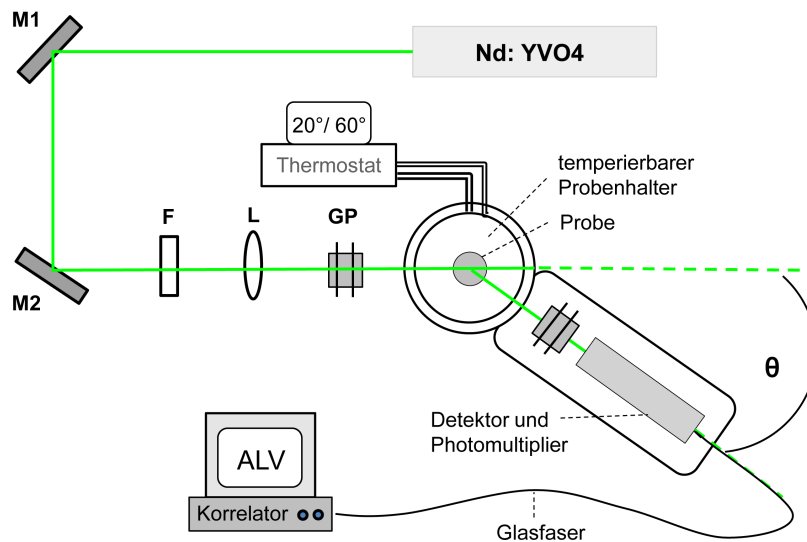 M1
Nd: YVO4
20°/ 60°
Thermostat
temperierbarer
Probenhalter
Probe
F
L
GP
M2
θ
Detektor und
Photomultiplier
ALV
Korrelator
Glasfaser